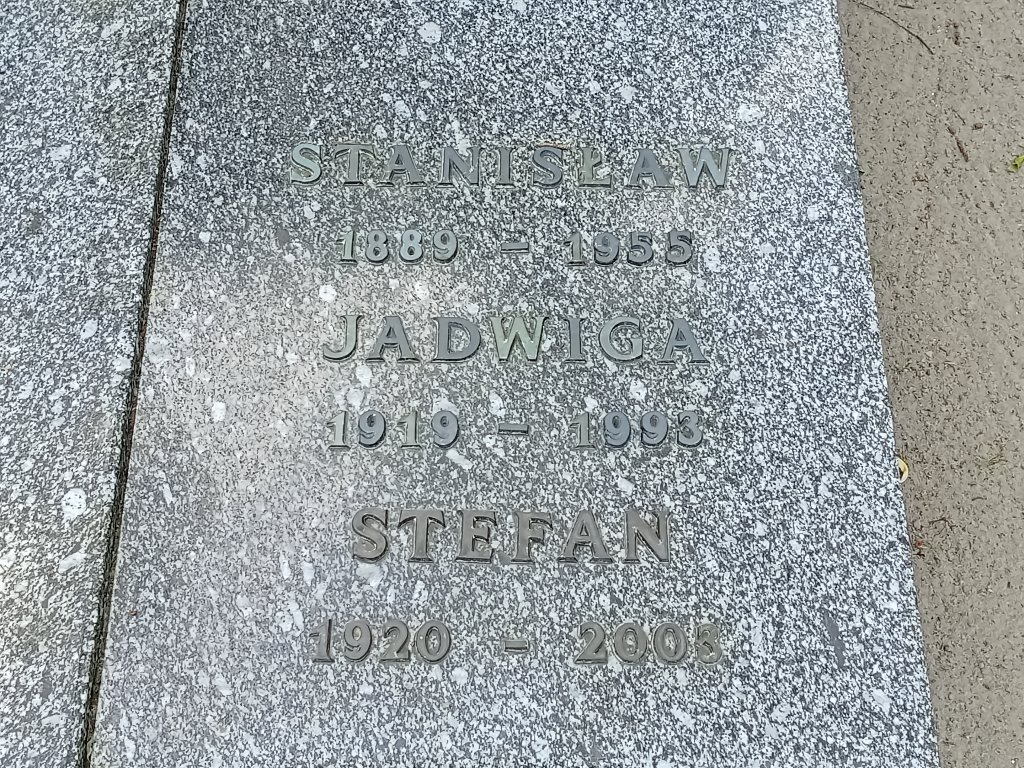 STANISŁAW
1889 - 1955
JADWIGA
1919 - 1993
STEFAN
1920 - 2003